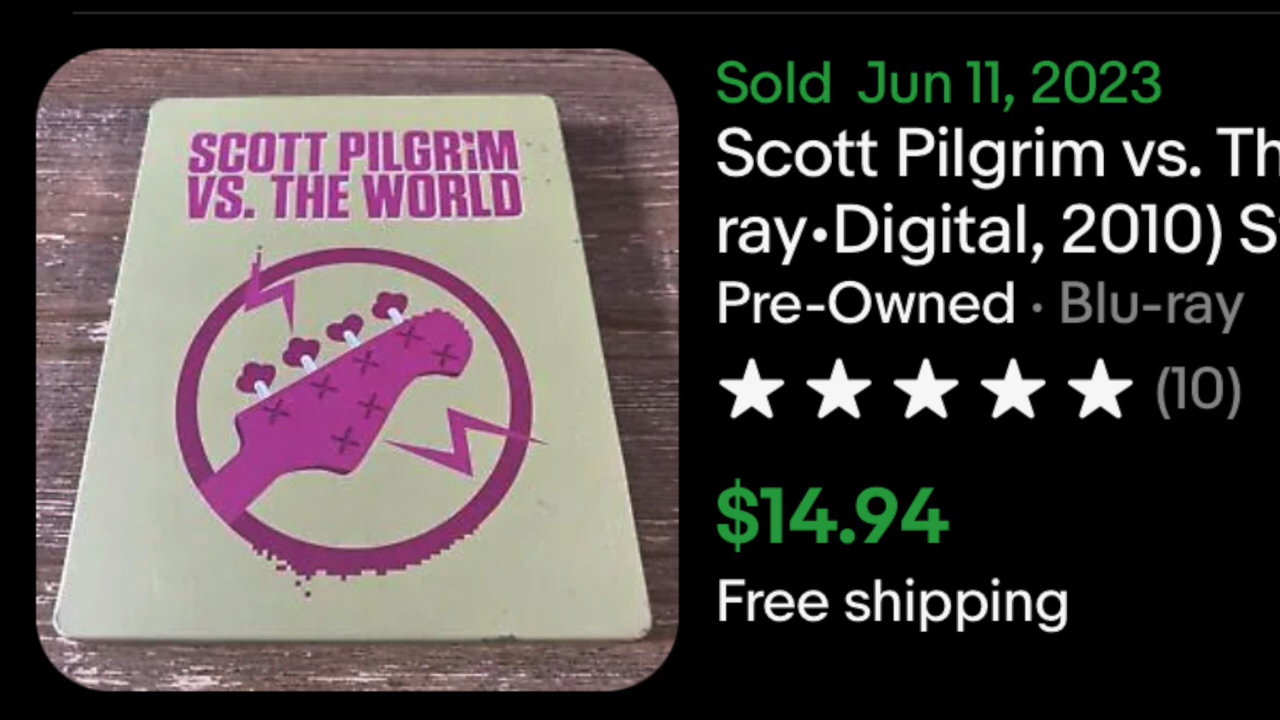 SCOTT PILGRiM
VS. THE WORLD
Sold Jun 11, 2023
Scott Pilgrim vs. Th
ray•Digital, 2010) S
Pre-Owned · Blu-ray
(10)
$14.94
Free shipping